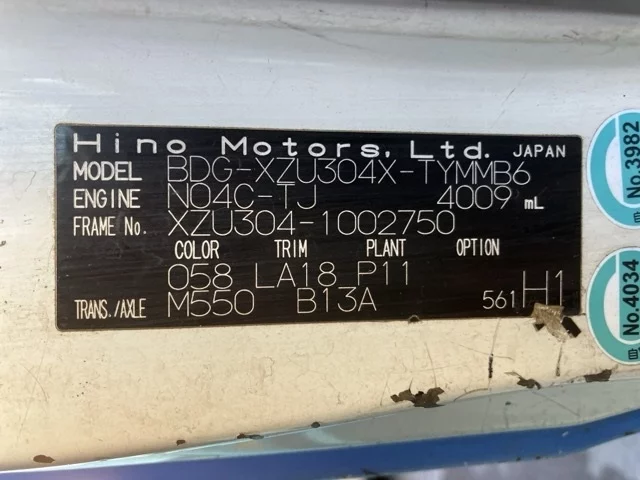 Hino Motors, Ltd. JAPAN
MODEL BDG-XZU304X-TYMMB6
ENGINE N04C-TJ 4009 mL
FRAME No. XZU304-1002750
COLOR TRIM PLANT OPTION
058 LA18 P11
TRANS./AXLE M550 B13A 561 H1
No.3982
No.4034